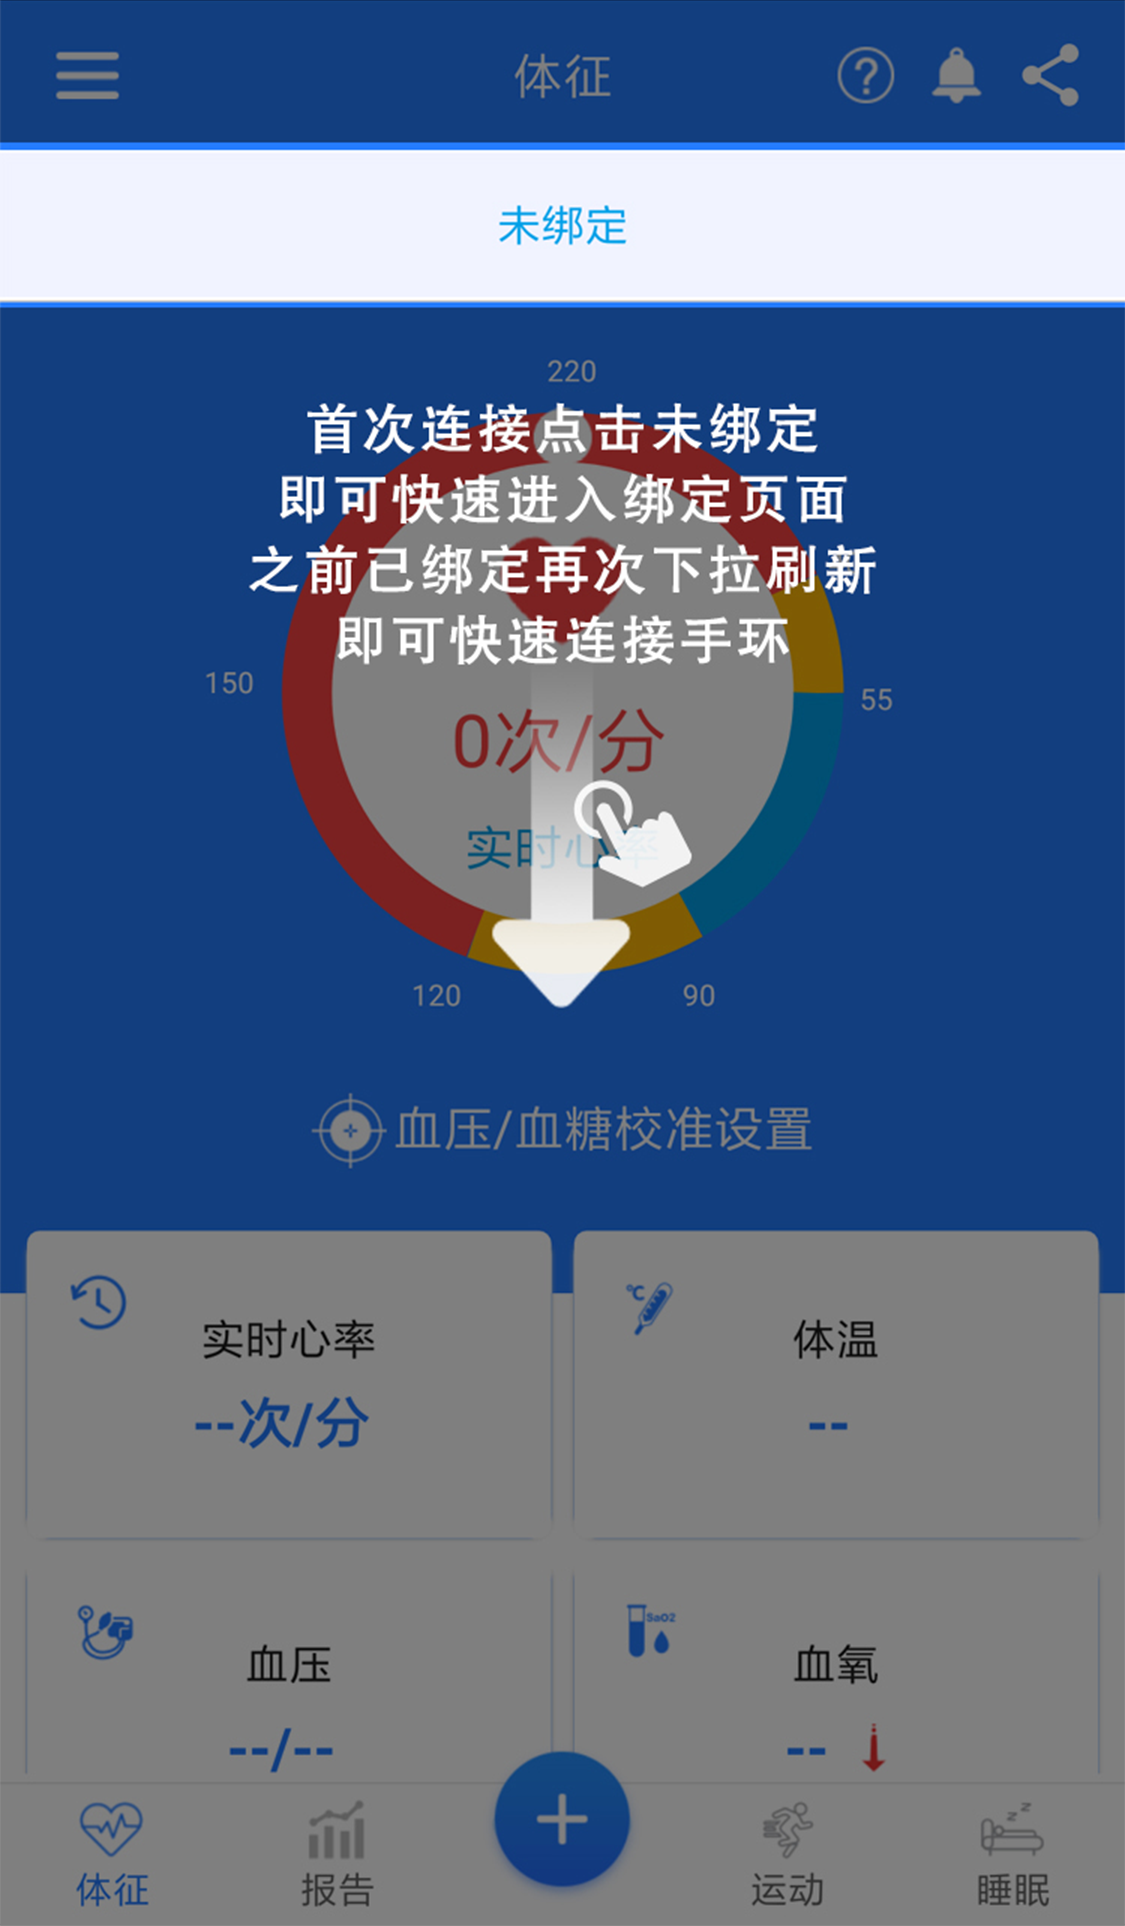 体征
未绑定
220
首次连接点击未绑定
即可快速进入绑定页面
之前已绑定再次下拉刷新
即可快速连接手环
150
55
0次/分
实时心率
120
90
血压/血糖校准设置
实时心率
--次/分
°C
体温
--
血压
--/--
SaO2
血氧
--
体征
报告
运动
z z
睡眠